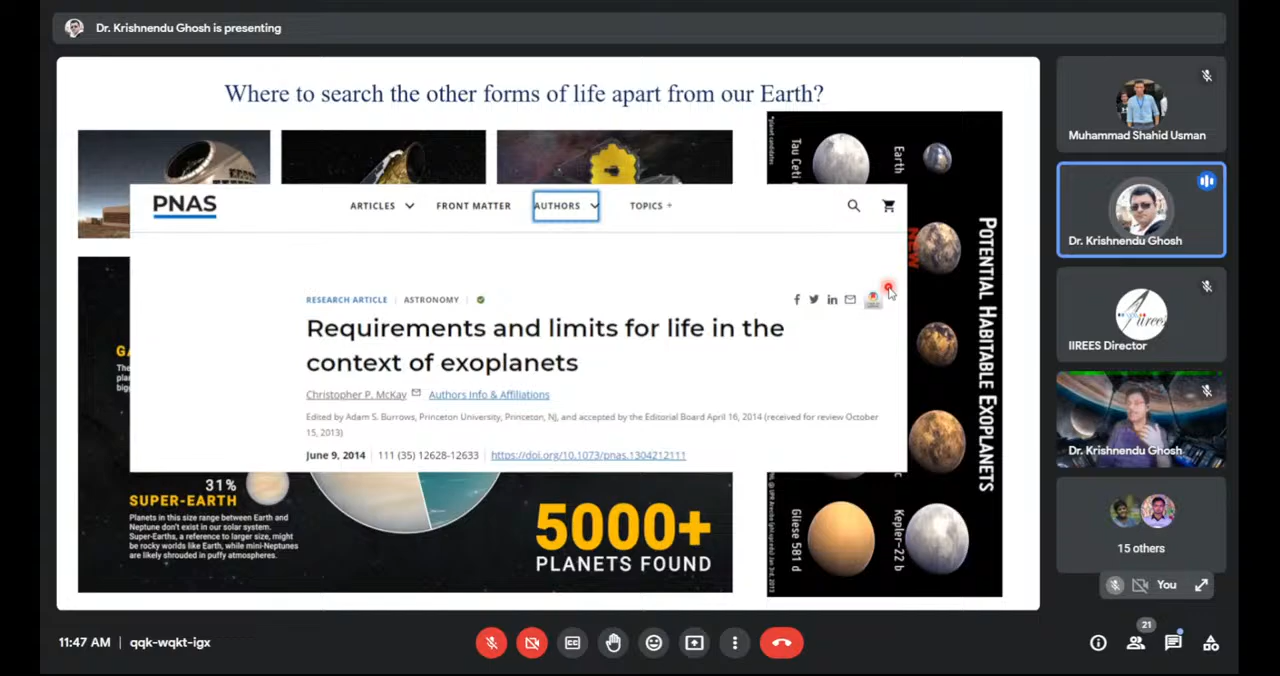 Dr. Krishnendu Ghosh is presenting
Where to search the other forms of life apart from our Earth?
PNAS
ARTICLES
FRONT MATTER
AUTHORS
TOPICS +
RESEARCH ARTICLE | ASTRONOMY |
Requirements and limits for life in the
context of exoplanets
Christopher P. McKay
Authors Info & Affiliations
Edited by Adam S. Burrows, Princeton University, Princeton, NJ, and accepted by the Editorial Board April 16, 2014 (received for review October
15, 2013)
June 9, 2014 | 111 (35) 12628-12633 | https://doi.org/10.1073/pnas.1304212111
GA
The
plan
big
31%
SUPER-EARTH
Planets in this size range between Earth and
Neptune don't exist in our solar system.
Super-Earths, a reference to larger size, might
be rocky worlds like Earth, while mini-Neptunes
are likely shrouded in puffy atmospheres.
5000+
PLANETS FOUND
*planet candidates
Tau Ceti
Earth
NEW
Gliese 581 d
Kepler-22 b
POTENTIAL HABITABLE EXOPLANETS
Muhammad Shahid Usman
Dr. Krishnendu Ghosh
IIREES Director
Dr. Krishnendu Ghosh
15 others
You
11:47 AM | qqk-wqkt-igx
21